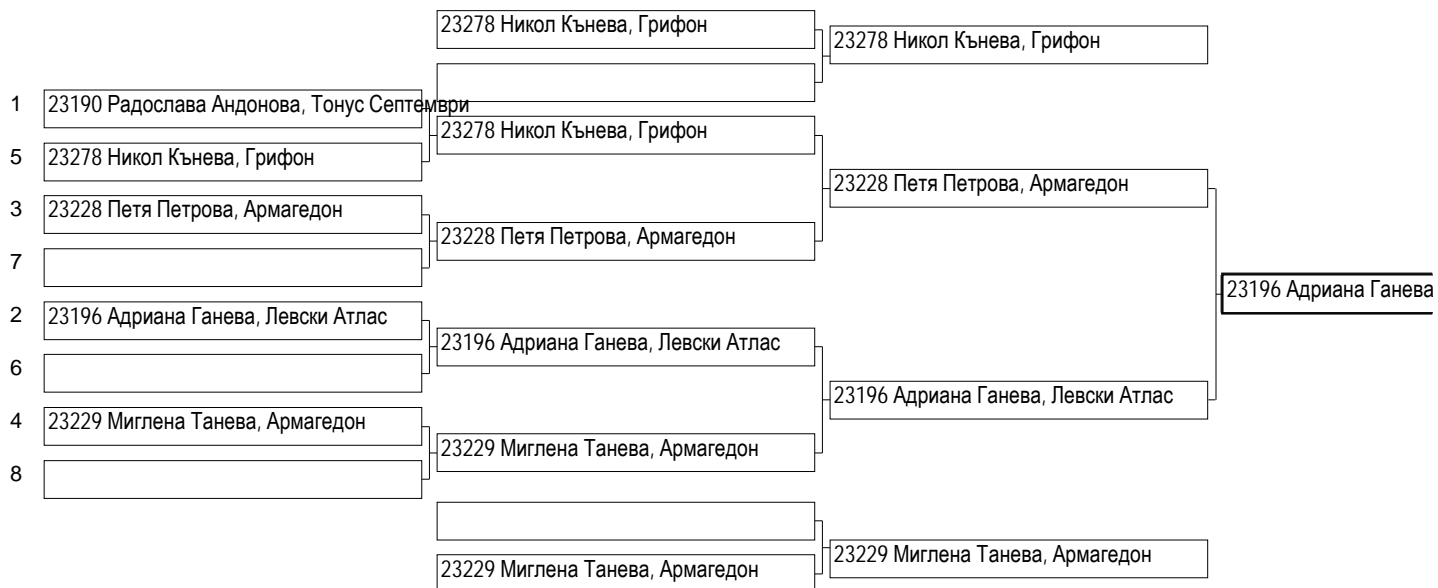 23278 Никол Кънева, Грифон
23278 Никол Кънева, Грифон
1 23190 Радослава Андонова, Тонус Септември
23278 Никол Кънева, Грифон
5 23278 Никол Кънева, Грифон
23228 Петя Петрова, Армагедон
3 23228 Петя Петрова, Армагедон
23228 Петя Петрова, Армагедон
7
23196 Адриана Ганева
2 23196 Адриана Ганева, Левски Атлас
23196 Адриана Ганева, Левски Атлас
6
23196 Адриана Ганева, Левски Атлас
4 23229 Миглена Танева, Армагедон
23229 Миглена Танева, Армагедон
8
23229 Миглена Танева, Армагедон
23229 Миглена Танева, Армагедон